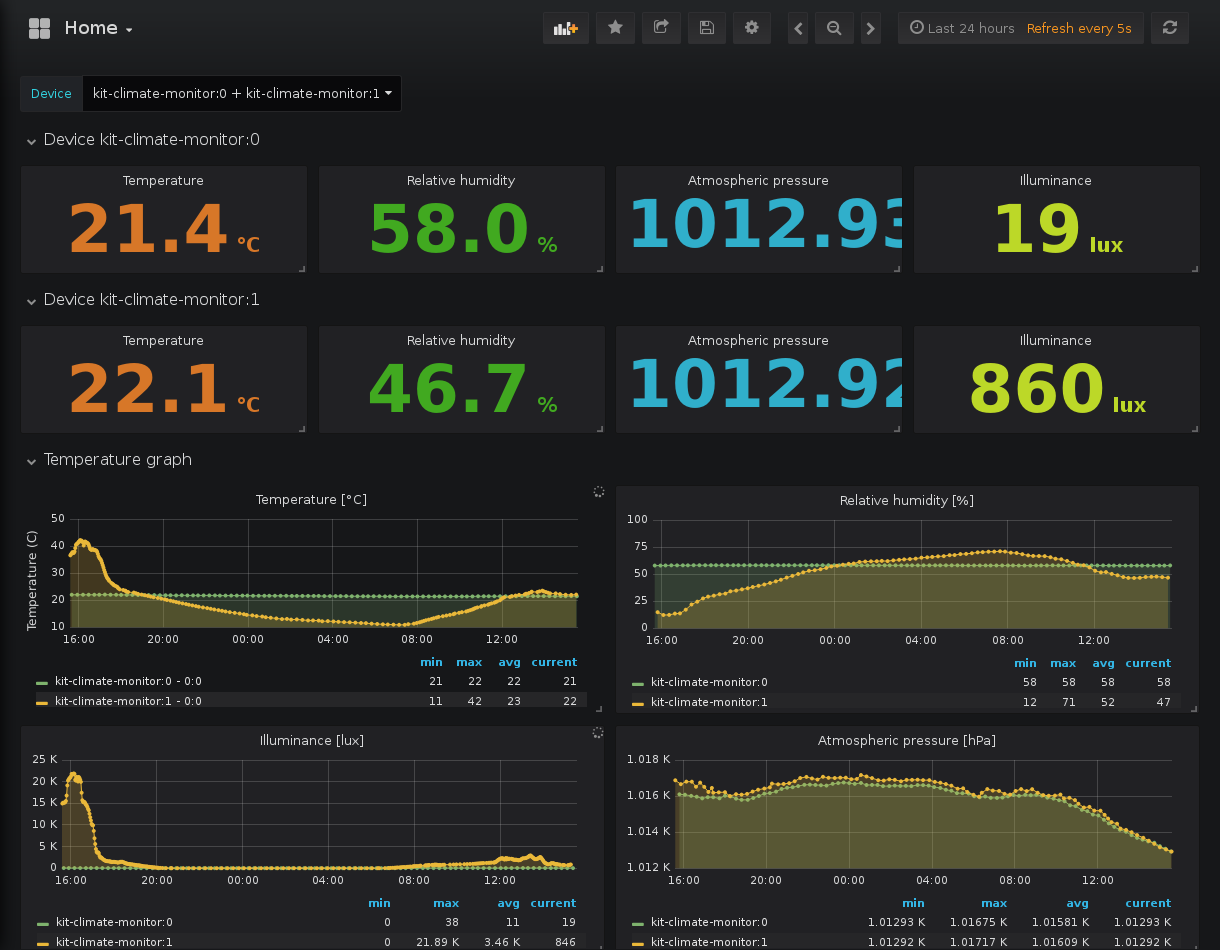 Home
Last 24 hours Refresh every 5s
Device kit-climate-monitor:0 + kit-climate-monitor:1
Device kit-climate-monitor:0
Temperature Relative humidity Atmospheric pressure Illuminance
21.4 °C 58.0 % 1012.93 19 lux
Device kit-climate-monitor:1
Temperature Relative humidity Atmospheric pressure Illuminance
22.1 °C 46.7 % 1012.92 860 lux
Temperature graph
Temperature [°C]
Temperature (C)
50
40
30
20
10
16:00 20:00 00:00 04:00 08:00 12:00
min max avg current
kit-climate-monitor:0 - 0:0 21 22 22 21
kit-climate-monitor:1 - 0:0 11 42 23 22
Relative humidity [%]
100
75
50
25
0
16:00 20:00 00:00 04:00 08:00 12:00
min max avg current
kit-climate-monitor:0 58 58 58 58
kit-climate-monitor:1 12 71 52 47
Illuminance [lux]
25 K
20 K
15 K
10 K
5 K
0
16:00 20:00 00:00 04:00 08:00 12:00
min max avg current
kit-climate-monitor:0 0 38 11 19
kit-climate-monitor:1 0 21.89 K 3.46 K 846
Atmospheric pressure [hPa]
1.018 K
1.016 K
1.014 K
1.012 K
16:00 20:00 00:00 04:00 08:00 12:00
min max avg current
kit-climate-monitor:0 1.01293 K 1.01675 K 1.01581 K 1.01293 K
kit-climate-monitor:1 1.01292 K 1.01717 K 1.01609 K 1.01292 K